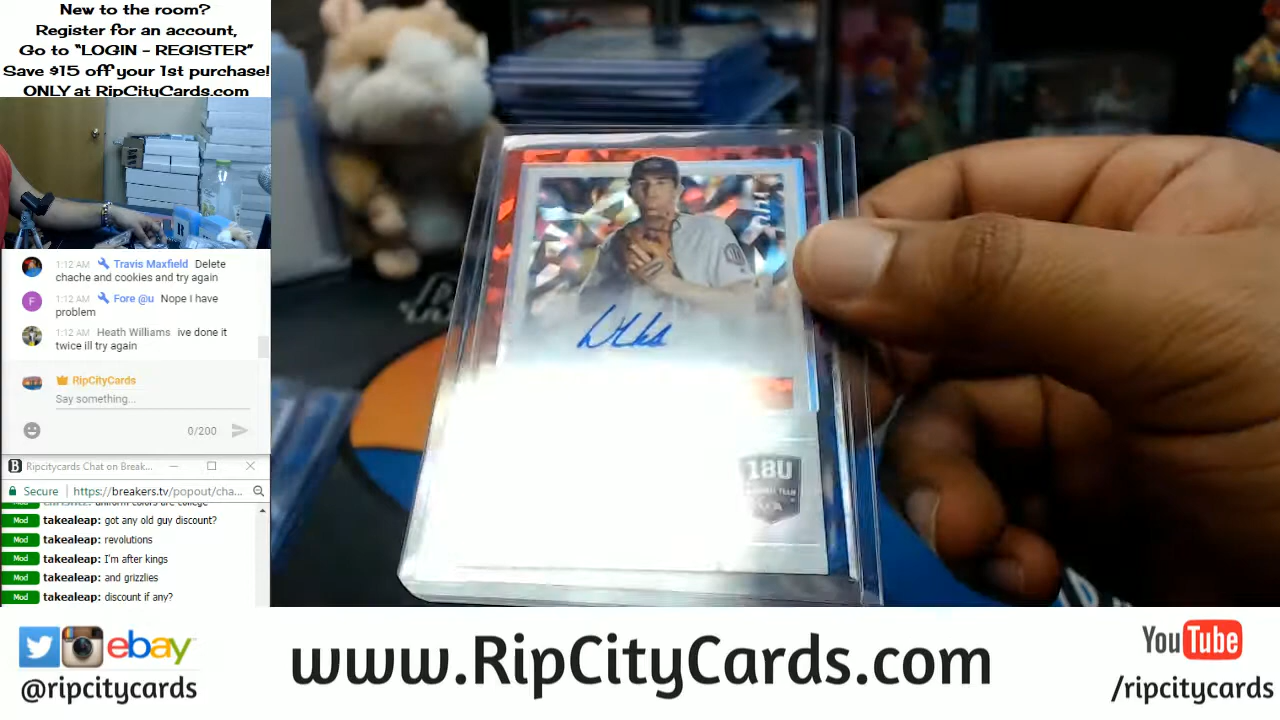 New to the room?
Register for an account,
Go to "LOGIN - REGISTER"
Save $15 off your 1st purchase!
ONLY at RipCityCards.com
1:12 AM Travis Maxfield Delete
chache and cookies and try again
F 1:12 AM Fore @u Nope I have
problem
1:12 AM Heath Williams ive done it
twice ill try again
RipCityCards
Say something...
0/200
B Ripcitycards Chat on Break...
Secure https://breakers.tv/popout/cha...
Mod takealeap: got any old guy discount?
Mod takealeap: revolutions
Mod takealeap: I'm after kings
Mod takealeap: and grizzlies
Mod takealeap: discount if any?
18U
ebay
@ripcitycards
www.RipCityCards.com
YouTube
/ripcitycards